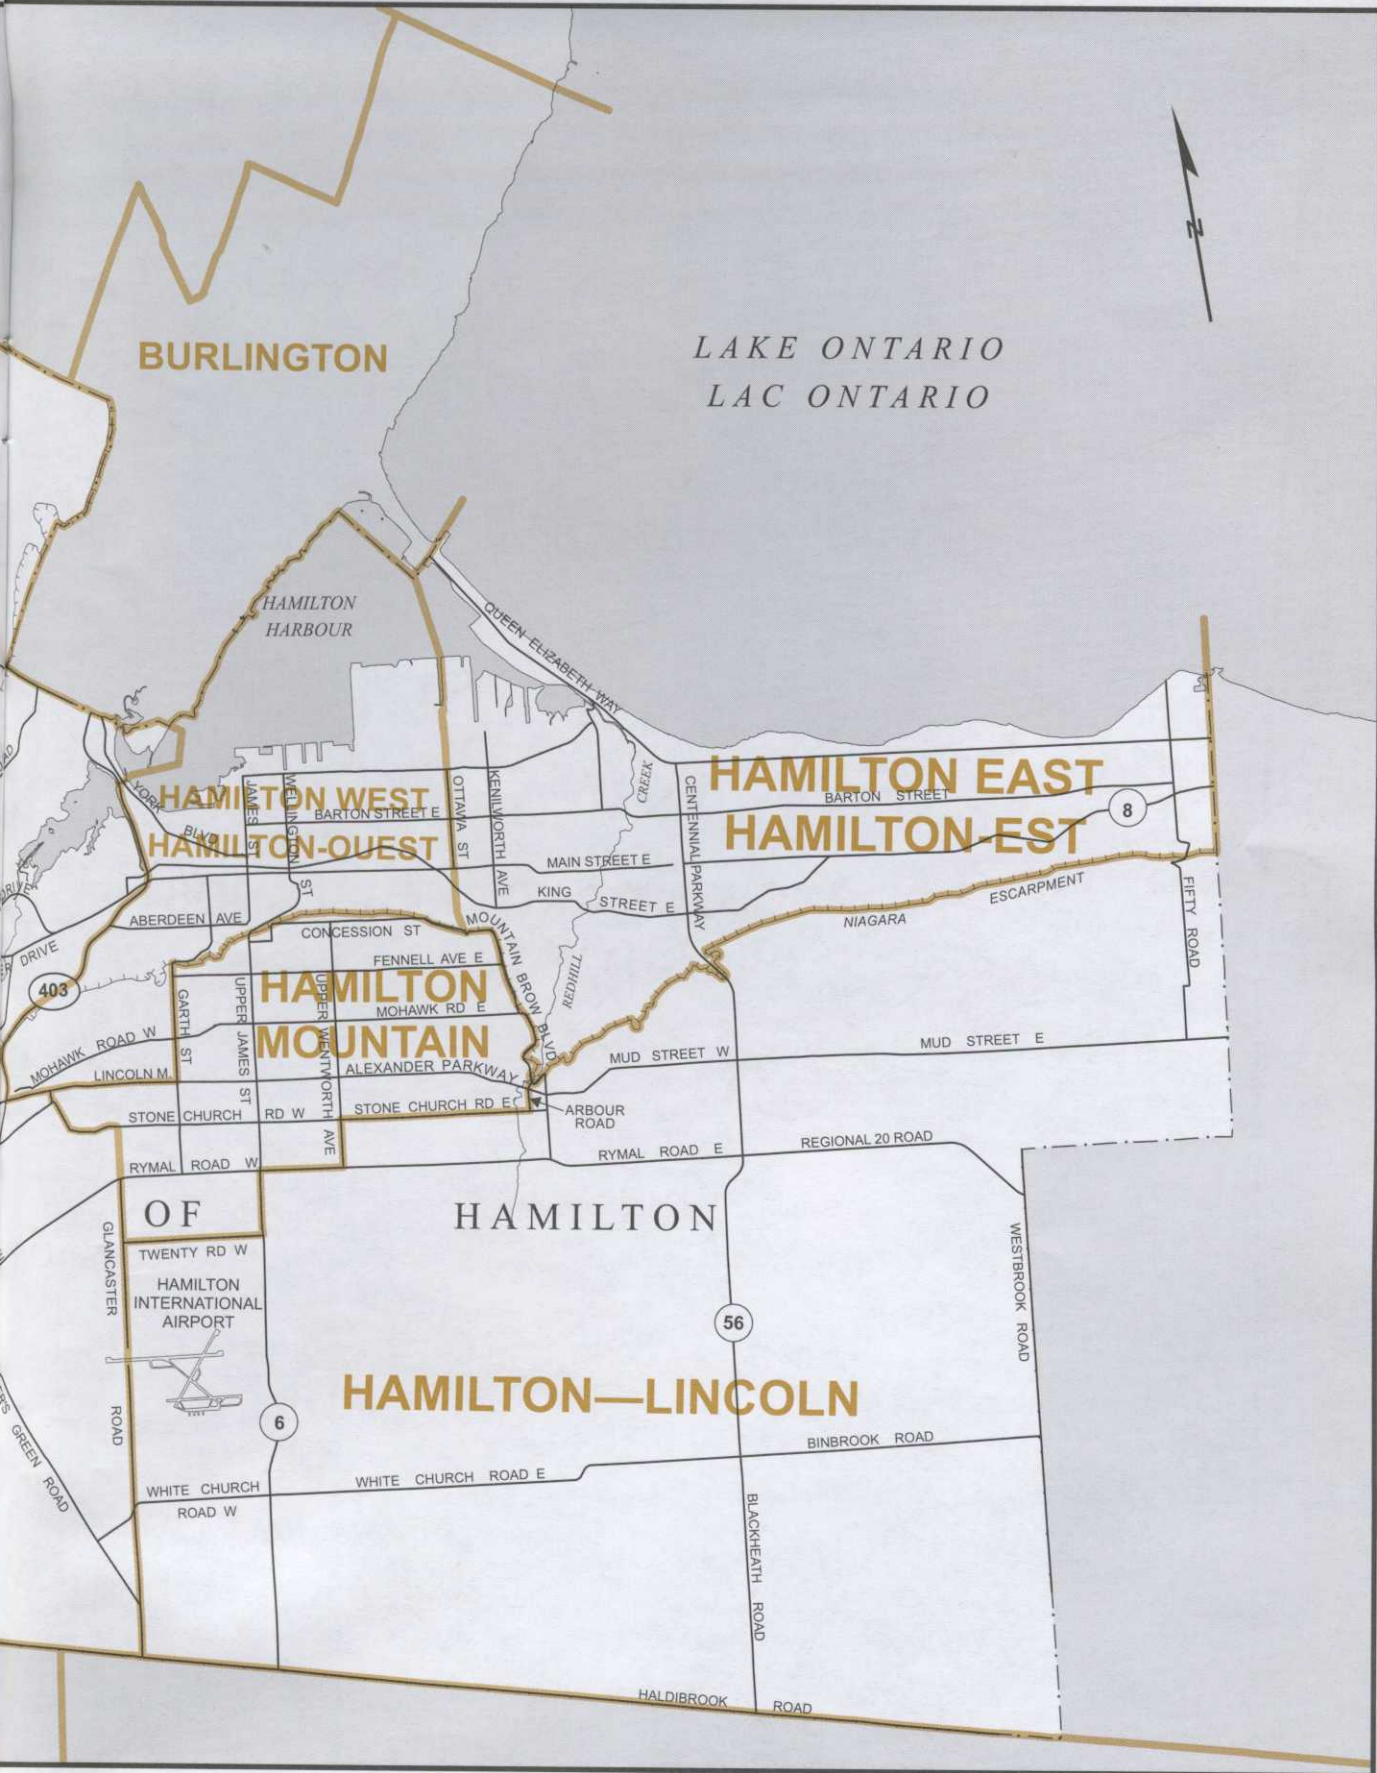 BURLINGTON
LAKE ONTARIO
LAC ONTARIO
N
HAMILTON
HARBOUR
QUEEN ELIZABETH WAY
HAMILTON WEST
HAMILTON-OUEST
HAMILTON EAST
HAMILTON-EST
YORK
BLVD
JAMES ST
WELLINGTON ST
BARTON STREET E
OTTAWA ST
KENILWORTH AVE
CREEK
CENTENNIAL PARKWAY
BARTON STREET
8
MAIN STREET E
KING STREET E
ABERDEEN AVE
CONCESSION ST
NIAGARA ESCARPMENT
FIFTY ROAD
DRIVE
403
FENNELL AVE E
MOUNTAIN BROW BLVD
REDHILL
HAMILTON
MOUNTAIN
GARTH ST
UPPER JAMES ST
UPPER WENTWORTH AVE
MOHAWK RD E
MOHAWK ROAD W
LINCOLN M.
ALEXANDER PARKWAY
MUD STREET W
MUD STREET E
STONE CHURCH RD W
STONE CHURCH RD E
ARBOUR
ROAD
RYMAL ROAD W
RYMAL ROAD E
REGIONAL 20 ROAD
OF HAMILTON
GLANCASTER ROAD
TWENTY RD W
HAMILTON
INTERNATIONAL
AIRPORT
WESTBROOK ROAD
56
HAMILTON—LINCOLN
6
GREEN ROAD
BINBROOK ROAD
WHITE CHURCH
ROAD W
WHITE CHURCH ROAD E
BLACKHEATH ROAD
HALDIBROOK ROAD